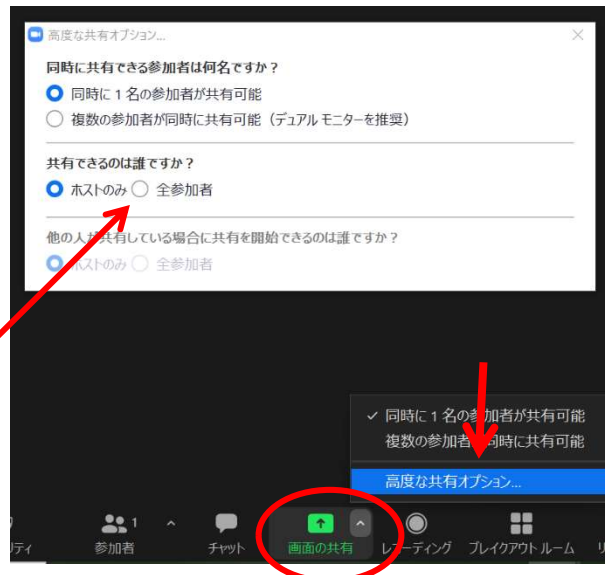 高度な共有オプション...
同時に共有できる参加者は何名ですか？
同時に１名の参加者が共有可能
複数の参加者が同時に共有可能（デュアル モニターを推奨）
共有できるのは誰ですか？
ホストのみ 全参加者
他の人が共有している場合に共有を開始できるのは誰ですか？
ホストのみ 全参加者
同時に１名の参加者が共有可能
複数の参加者が同時に共有可能
高度な共有オプション...
1
リティ 参加者 チャット 画面の共有 レコーディング ブレイクアウト ルーム リ